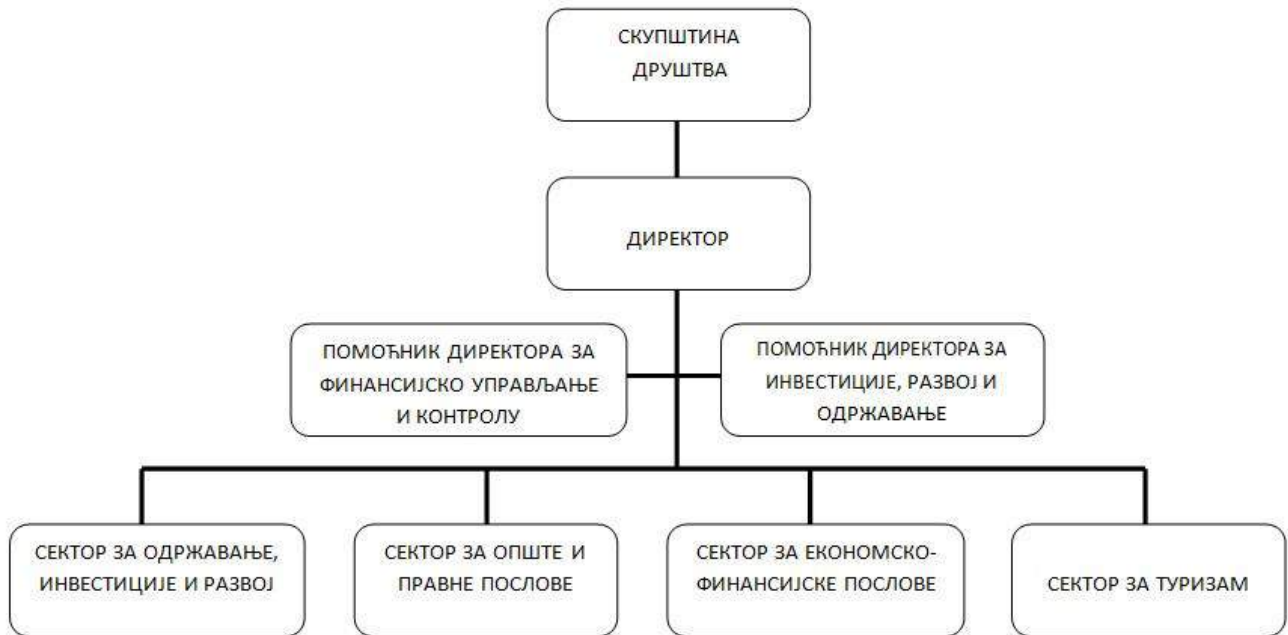 СКУПШТИНА
ДРУШТВА
ДИРЕКТОР
ПОМОЋНИК ДИРЕКТОРА ЗА
ФИНАНСИЈСКО УПРАВЉАЊЕ
И КОНТРОЛУ
ПОМОЋНИК ДИРЕКТОРА ЗА
ИНВЕСТИЦИЈЕ, РАЗВОЈ И
ОДРЖАВАЊЕ
СЕКТОР ЗА ОДРЖАВАЊЕ,
ИНВЕСТИЦИЈЕ И РАЗВОЈ
СЕКТОР ЗА ОПШТЕ И
ПРАВНЕ ПОСЛОВЕ
СЕКТОР ЗА ЕКОНОМСКО-
ФИНАНСИЈСКЕ ПОСЛОВЕ
СЕКТОР ЗА ТУРИЗАМ